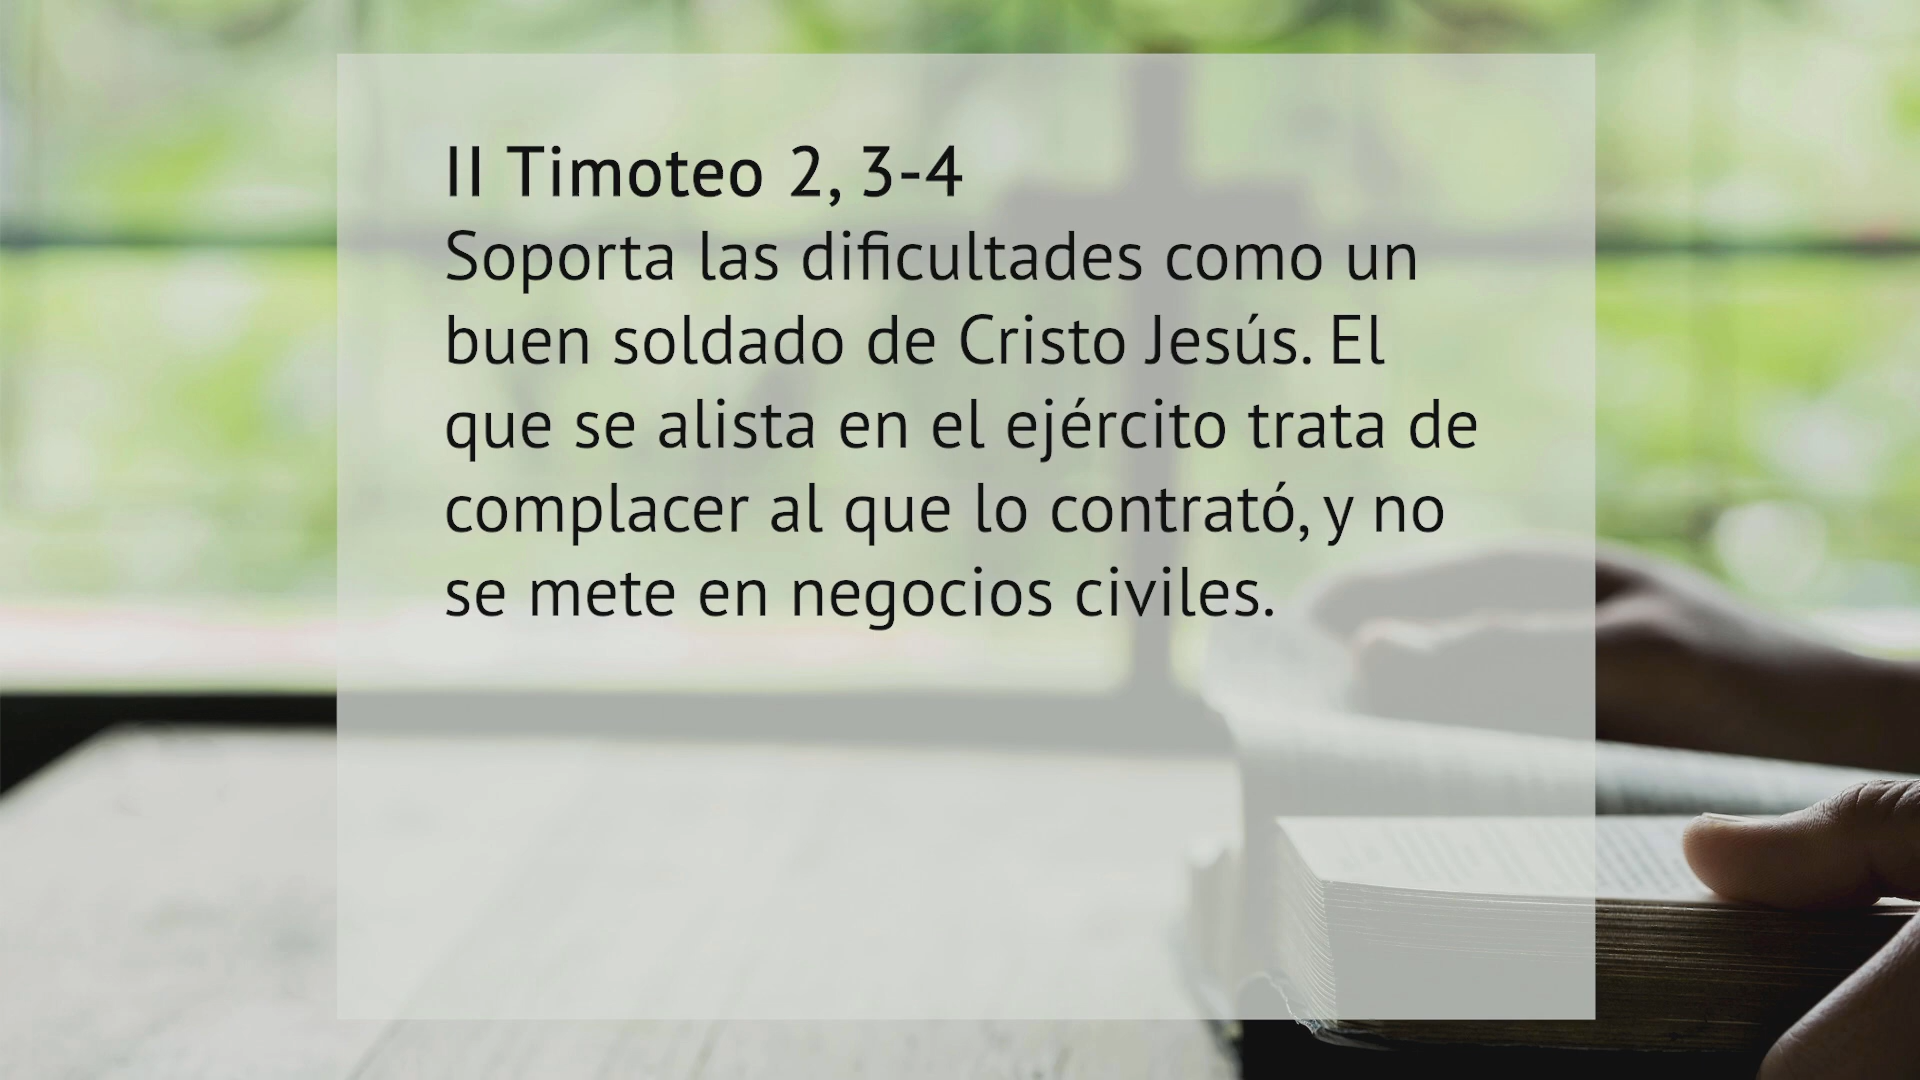 II Timoteo 2, 3-4
Soporta las dificultades como un
buen soldado de Cristo Jesús. El
que se alista en el ejército trata de
complacer al que lo contrató, y no
se mete en negocios civiles.